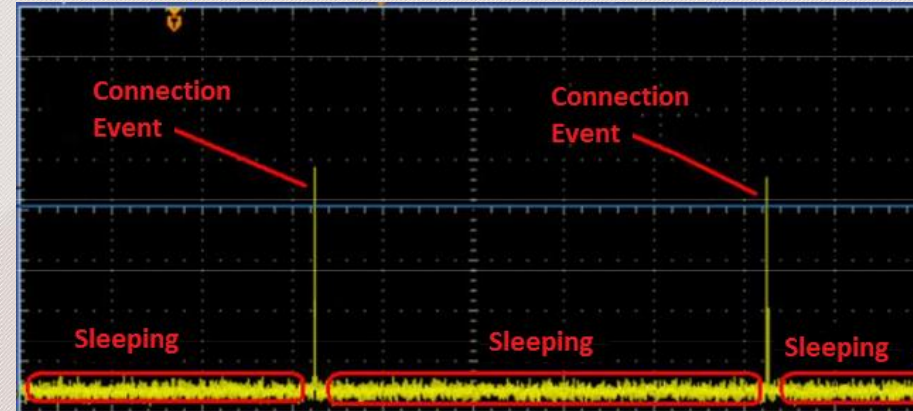 T
Connection
Event
Connection
Event
Sleeping
Sleeping
Sleeping